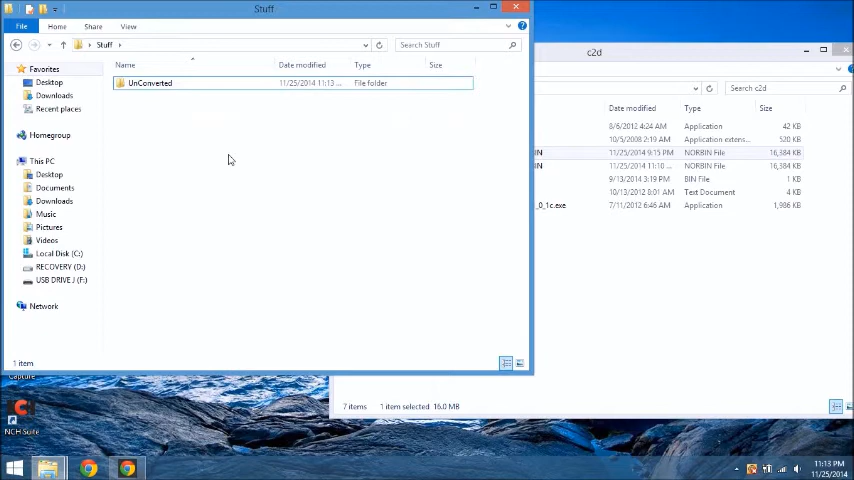 Stuff
File Home Share View
Stuff
Search Stuff
Name Date modified Type Size
UnConverted 11/25/2014 11:13 ... File folder
Favorites
Desktop
Downloads
Recent places
Homegroup
This PC
Desktop
Documents
Downloads
Music
Pictures
Videos
Local Disk (C:)
RECOVERY (D:)
USB DRIVE J (F:)
Network
1 item
c2d
Search c2d
Date modified Type Size
8/6/2012 4:24 AM Application 42 KB
10/5/2008 2:19 AM Application extens... 520 KB
IN 11/25/2014 9:15 PM NORBIN File 16,384 KB
IN 11/25/2014 11:10 ... NORBIN File 16,384 KB
9/13/2014 3:19 PM BIN File 1 KB
10/13/2012 8:01 AM Text Document 4 KB
_0_1c.exe 7/11/2012 6:46 AM Application 1,986 KB
7 items 1 item selected 16.0 MB
Capture
NCH Suite
11:13 PM
11/25/2014